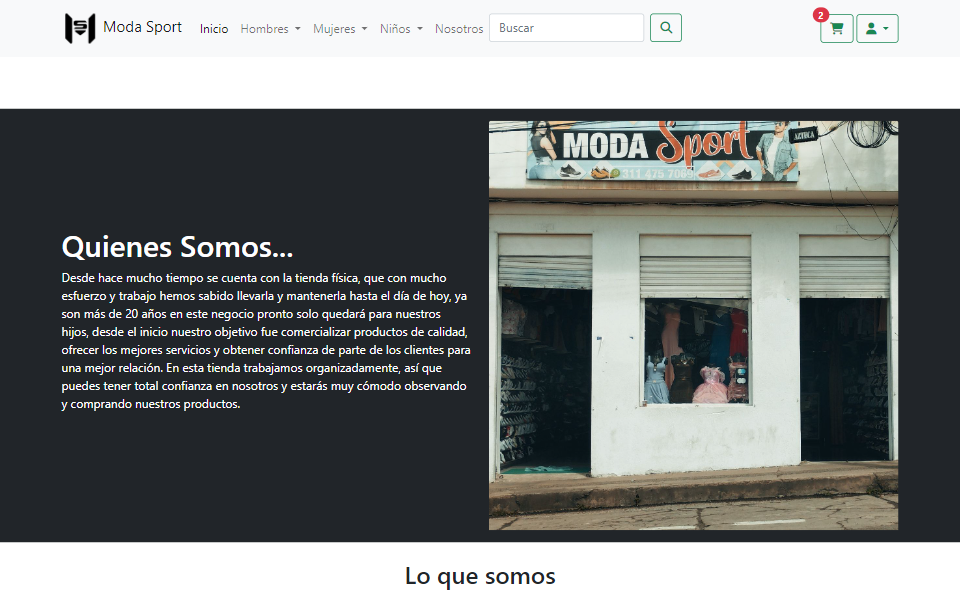 Moda Sport Inicio Hombres Mujeres Niños Nosotros Buscar 2
MODA Sport
AZTECA
Quienes Somos...
Desde hace mucho tiempo se cuenta con la tienda física, que con mucho
esfuerzo y trabajo hemos sabido llevarla y mantenerla hasta el día de hoy, ya
son más de 20 años en este negocio pronto solo quedará para nuestros
hijos, desde el inicio nuestro objetivo fue comercializar productos de calidad,
ofrecer los mejores servicios y obtener confianza de parte de los clientes para
una mejor relación. En esta tienda trabajamos organizadamente, así que
puedes tener total confianza en nosotros y estarás muy cómodo observando
y comprando nuestros productos.
Lo que somos